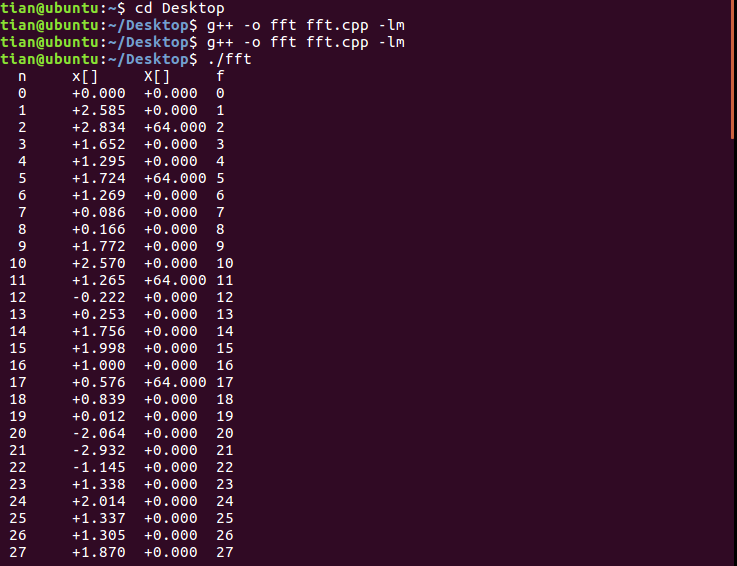 tian@ubuntu:~$ cd Desktop
tian@ubuntu:~/Desktop$ g++ -o fft fft.cpp -lm
tian@ubuntu:~/Desktop$ g++ -o fft fft.cpp -lm
tian@ubuntu:~/Desktop$ ./fft
n x[] X[] f
0 +0.000 +0.000 0
1 +2.585 +0.000 1
2 +2.834 +64.000 2
3 +1.652 +0.000 3
4 +1.295 +0.000 4
5 +1.724 +64.000 5
6 +1.269 +0.000 6
7 +0.086 +0.000 7
8 +0.166 +0.000 8
9 +1.772 +0.000 9
10 +2.570 +0.000 10
11 +1.265 +64.000 11
12 -0.222 +0.000 12
13 +0.253 +0.000 13
14 +1.756 +0.000 14
15 +1.998 +0.000 15
16 +1.000 +0.000 16
17 +0.576 +64.000 17
18 +0.839 +0.000 18
19 +0.012 +0.000 19
20 -2.064 +0.000 20
21 -2.932 +0.000 21
22 -1.145 +0.000 22
23 +1.338 +0.000 23
24 +2.014 +0.000 24
25 +1.337 +0.000 25
26 +1.305 +0.000 26
27 +1.870 +0.000 27